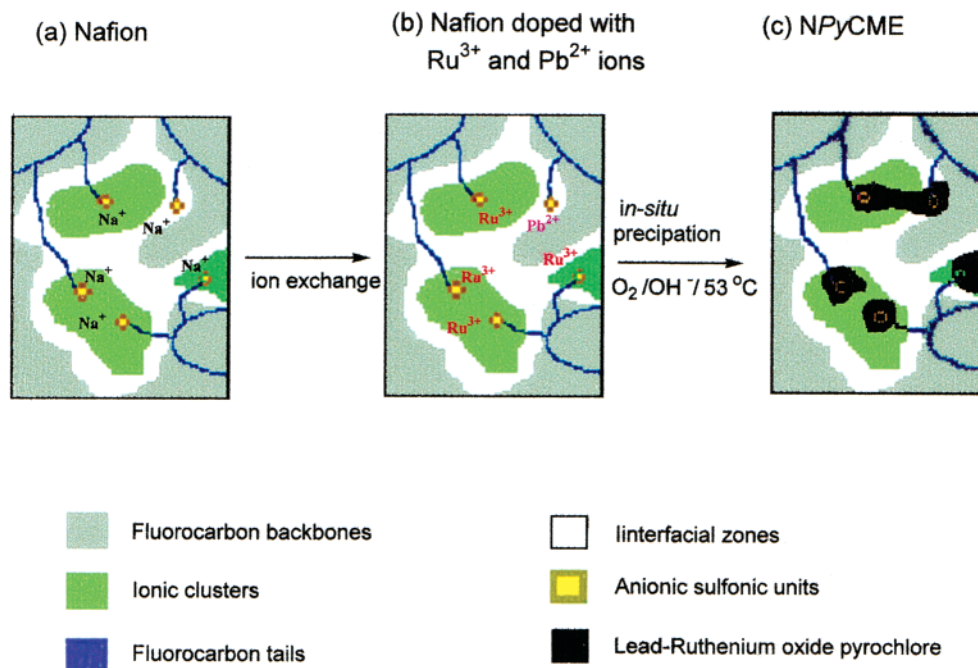 (a) Nafion
(b) Nafion doped with
Ru³⁺ and Pb²⁺ ions
(c) NPyCME
Na⁺
Na⁺
Na⁺
Na⁺
Na⁺
ion exchange
Ru³⁺
Pb²⁺
Ru³⁺
Ru³⁺
Ru³⁺
in-situ
precipation
O₂ /OH⁻/ 53 °C
Fluorocarbon backbones
Ionic clusters
Fluorocarbon tails
Iinterfacial zones
Anionic sulfonic units
Lead-Ruthenium oxide pyrochlore